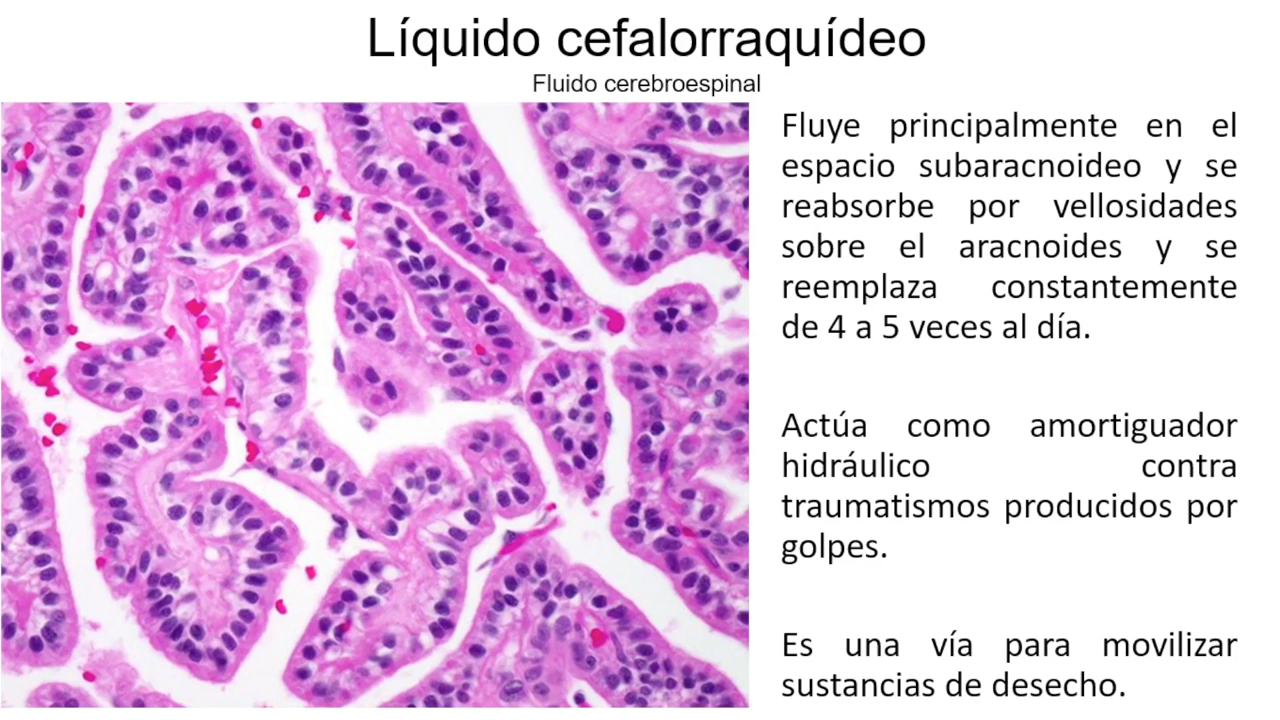 Líquido cefalorraquídeo
Fluido cerebroespinal
Fluye principalmente en el
espacio subaracnoideo y se
reabsorbe por vellosidades
sobre el aracnoides y se
reemplaza constantemente
de 4 a 5 veces al día.
Actúa como amortiguador
hidráulico contra
traumatismos producidos por
golpes.
Es una vía para movilizar
sustancias de desecho.